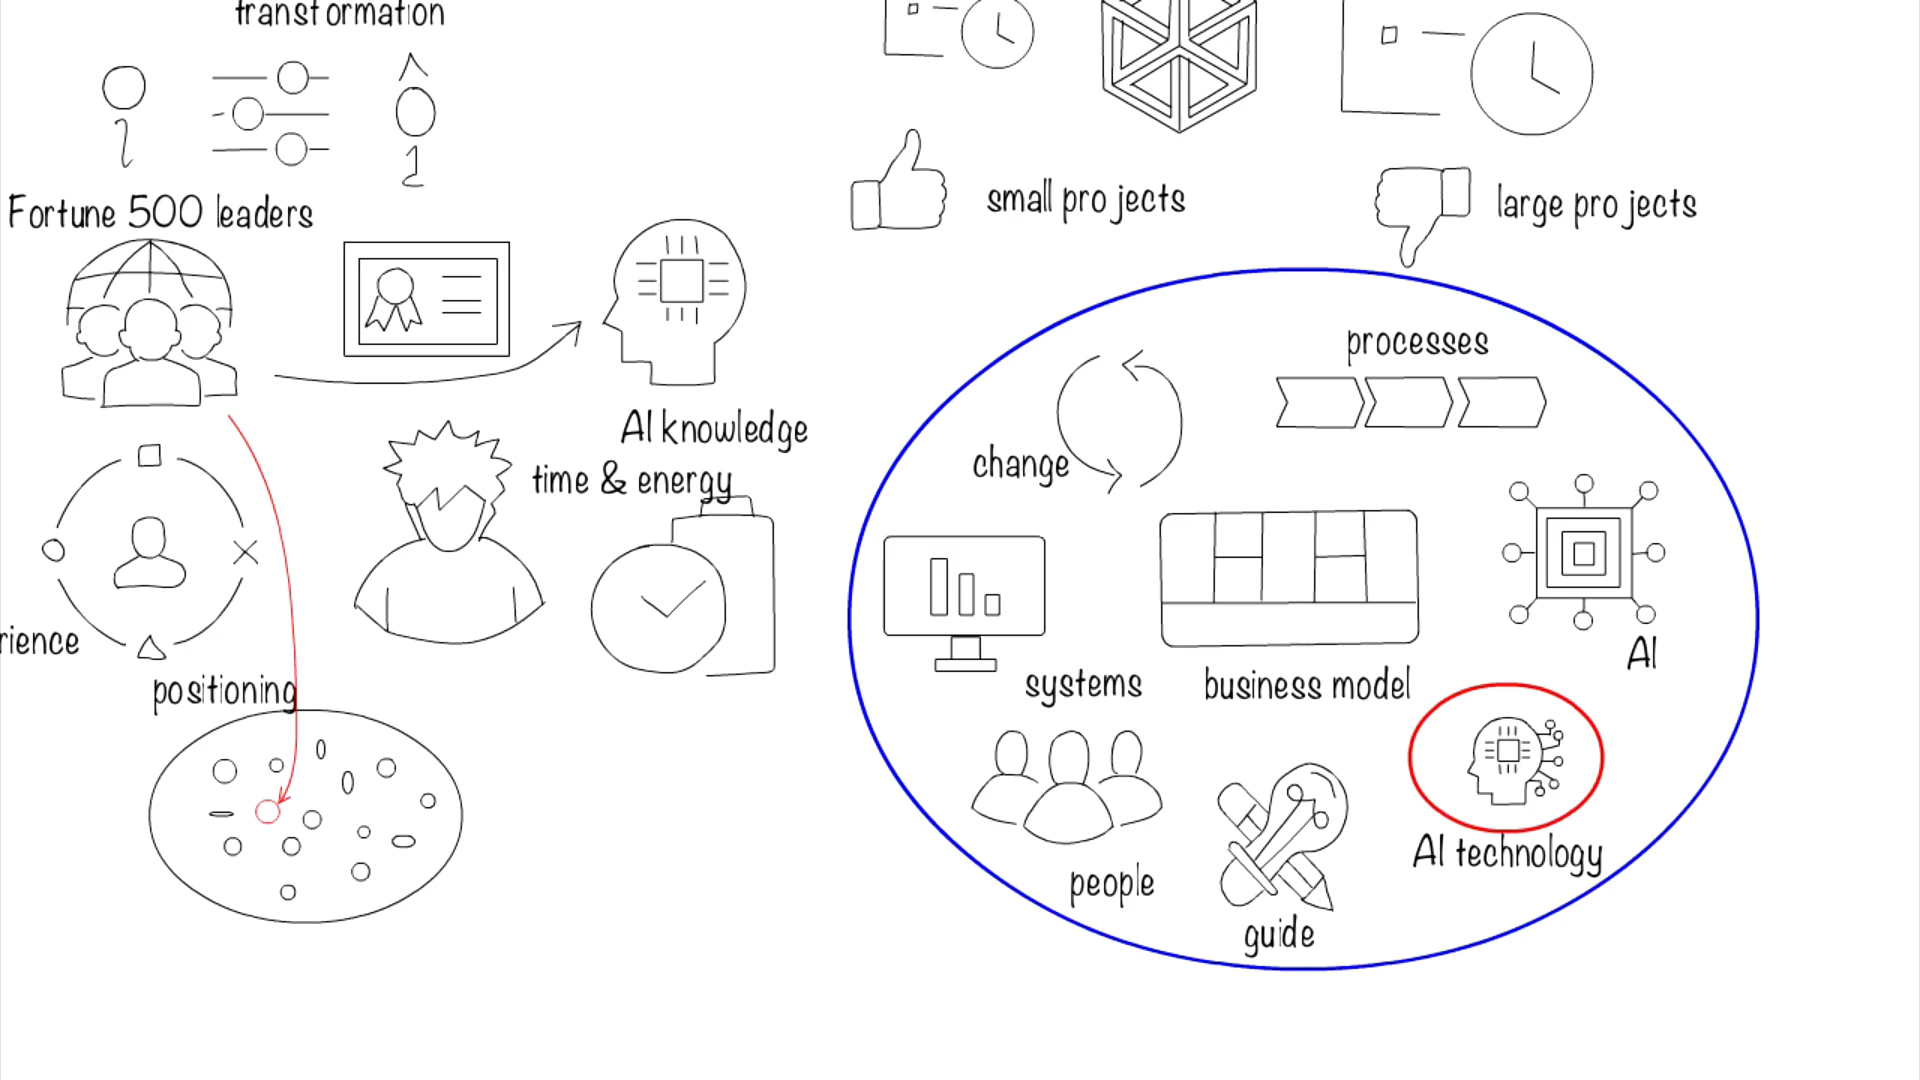 transformation
Fortune 500 leaders
small projects
large projects
AI knowledge
time & energy
processes
change
rience
positioning
systems
business model
AI
people
guide
AI technology